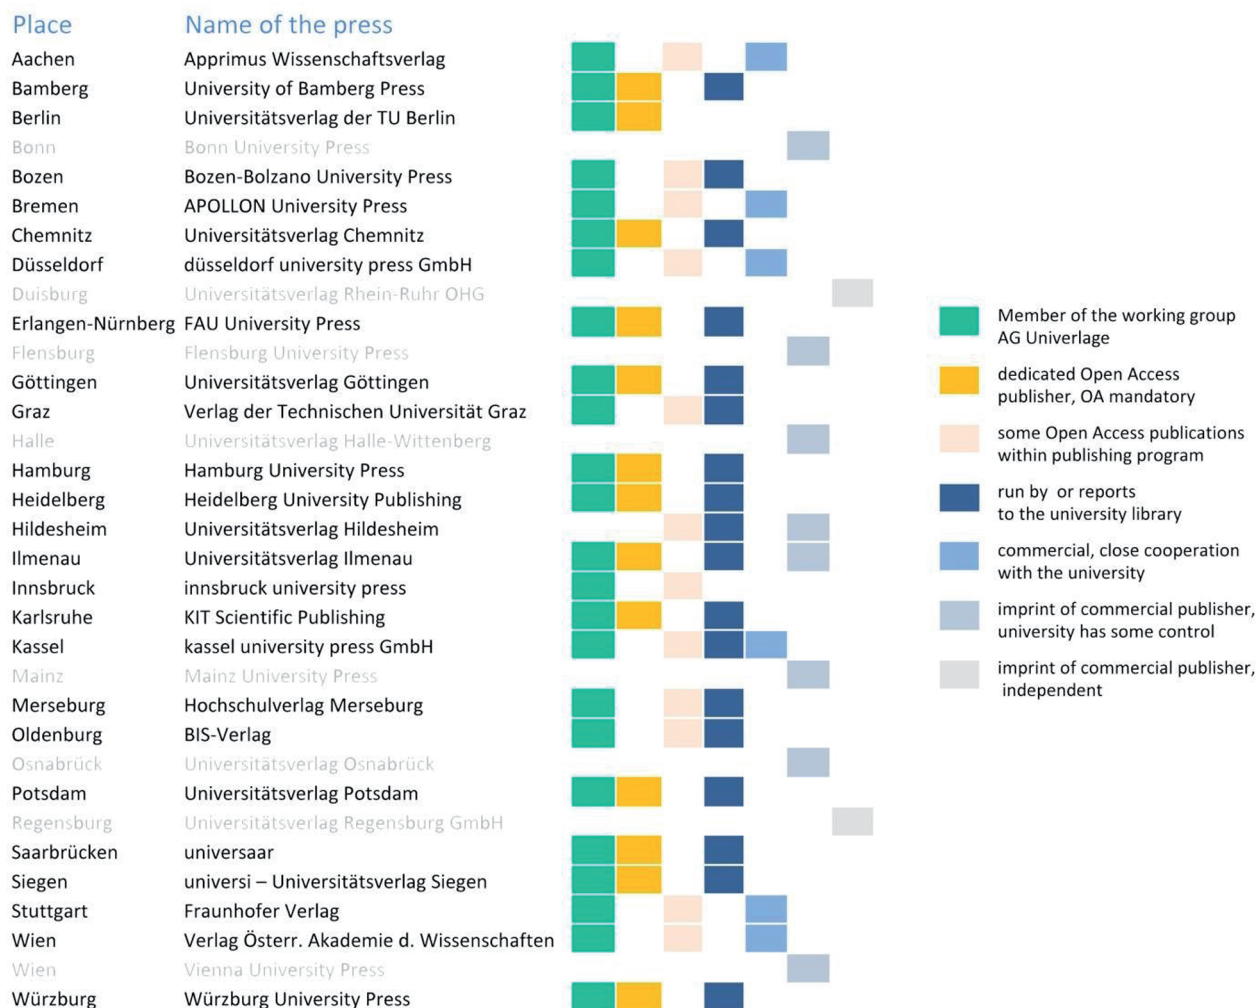 Place Name of the press
Aachen Apprimus Wissenschaftsverlag
Bamberg University of Bamberg Press
Berlin Universitätsverlag der TU Berlin
Bonn Bonn University Press
Bozen Bozen-Bolzano University Press
Bremen APOLLON University Press
Chemnitz Universitätsverlag Chemnitz
Düsseldorf düsseldorf university press GmbH
Duisburg Universitätsverlag Rhein-Ruhr OHG
Erlangen-Nürnberg FAU University Press
Flensburg Flensburg University Press
Göttingen Universitätsverlag Göttingen
Graz Verlag der Technischen Universität Graz
Halle Universitätsverlag Halle-Wittenberg
Hamburg Hamburg University Press
Heidelberg Heidelberg University Publishing
Hildesheim Universitätsverlag Hildesheim
Ilmenau Universitätsverlag Ilmenau
Innsbruck innsbruck university press
Karlsruhe KIT Scientific Publishing
Kassel kassel university press GmbH
Mainz Mainz University Press
Merseburg Hochschulverlag Merseburg
Oldenburg BIS-Verlag
Osnabrück Universitätsverlag Osnabrück
Potsdam Universitätsverlag Potsdam
Regensburg Universitätsverlag Regensburg GmbH
Saarbrücken universaar
Siegen universi – Universitätsverlag Siegen
Stuttgart Fraunhofer Verlag
Wien Verlag Österr. Akademie d. Wissenschaften
Wien Vienna University Press
Würzburg Würzburg University Press
Member of the working group
AG Univerlage
dedicated Open Access
publisher, OA mandatory
some Open Access publications
within publishing program
run by or reports
to the university library
commercial, close cooperation
with the university
imprint of commercial publisher,
university has some control
imprint of commercial publisher,
independent